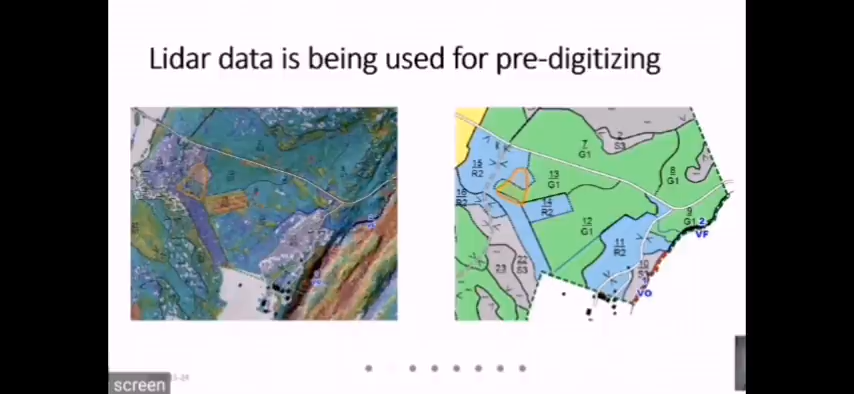 Lidar data is being used for pre-digitizing
7
G1
2
S3
15
R2
13
G1
8
G1
16
R2
14
R2
12
G1
9
G1
2
VF
11
R2
23
22
S3
10
VO
screen